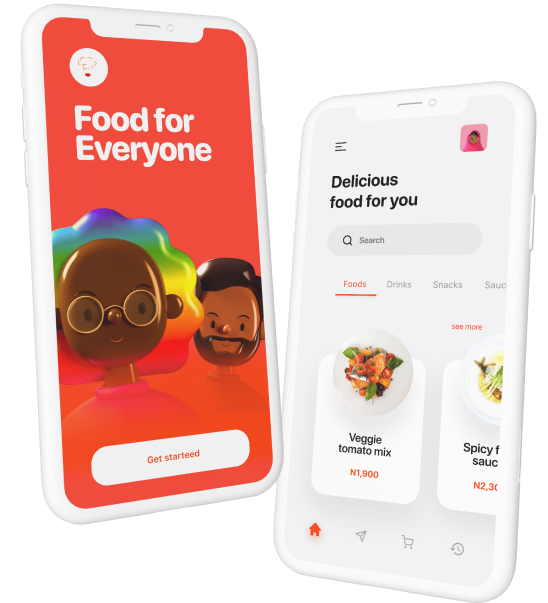 Food for
Everyone
Get starteed
Delicious
food for you
Search
Foods Drinks Snacks Sauc
see more
Veggie
tomato mix
N1,900
Spicy f
sauc
N2,30